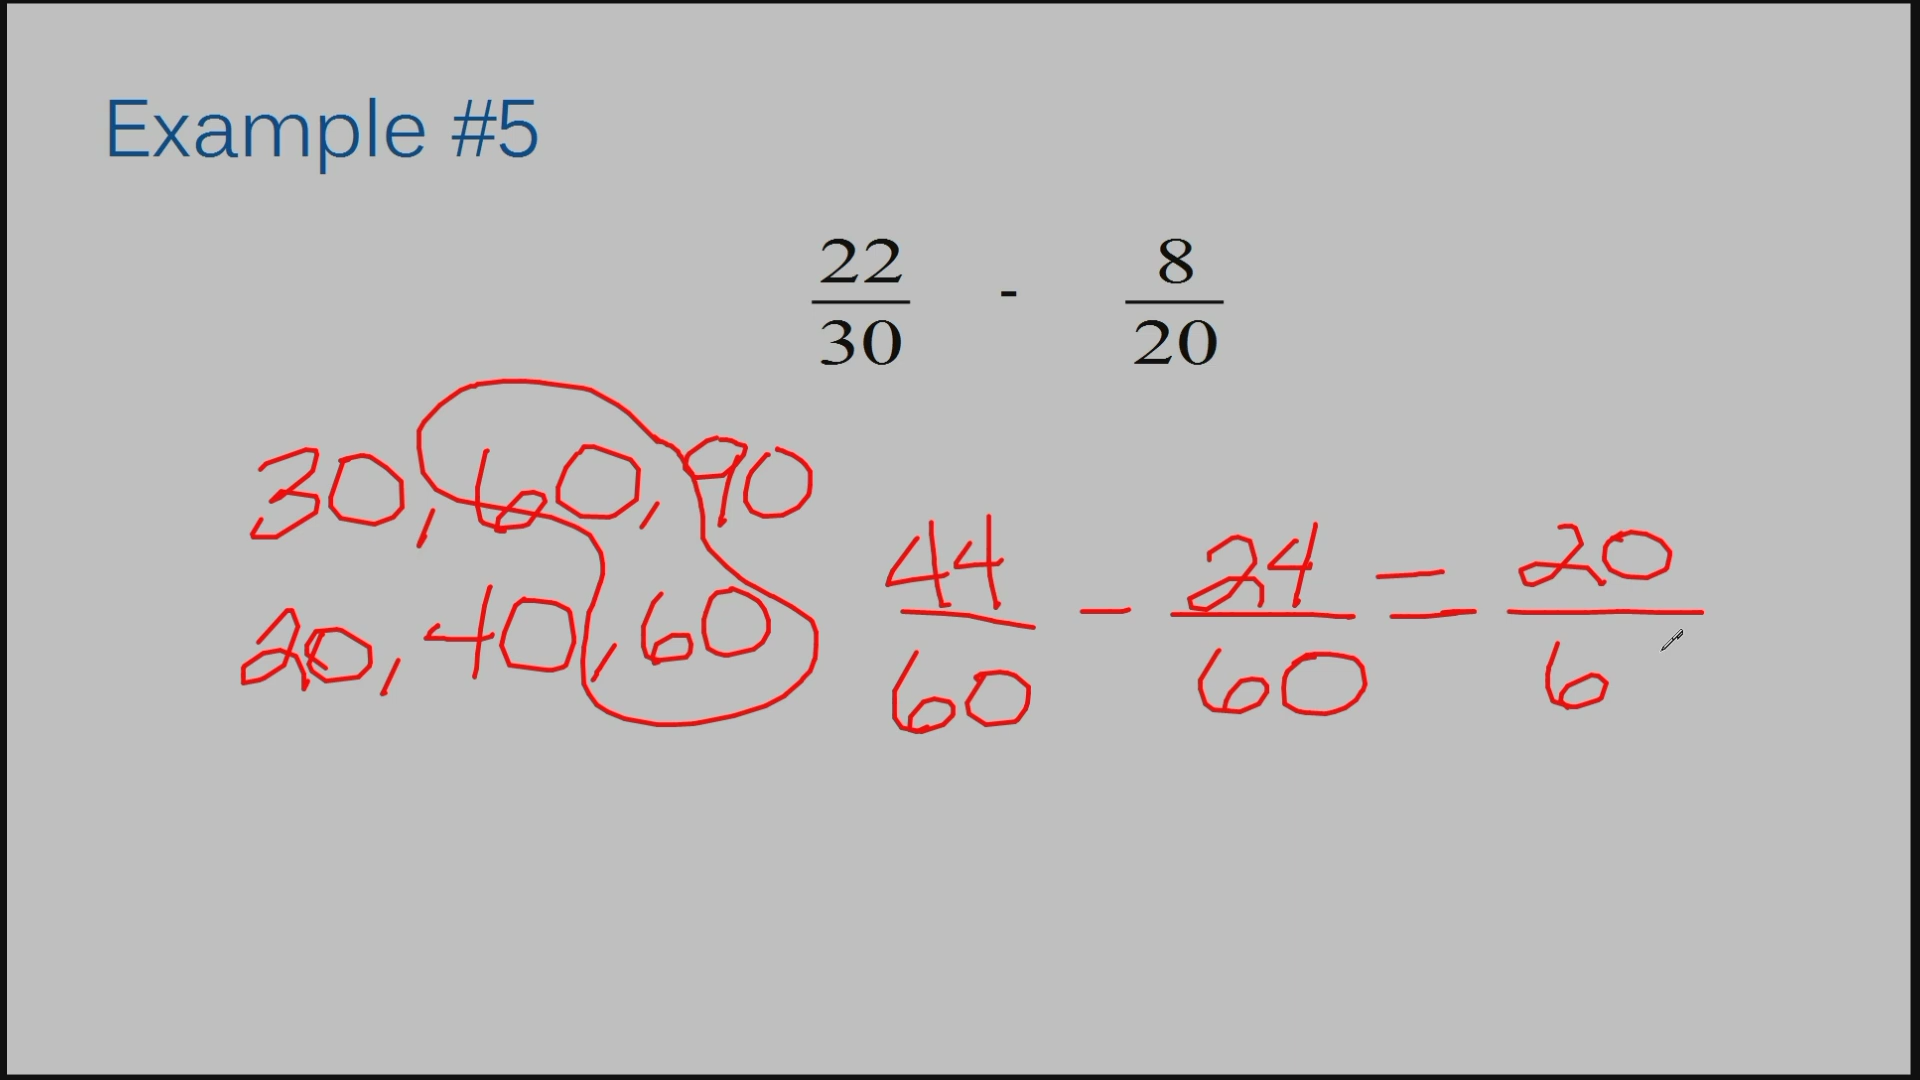 Example #5
22/30 - 8/20
30, 60, 90
20, 40, 60
44/60 - 24/60 = 20/6